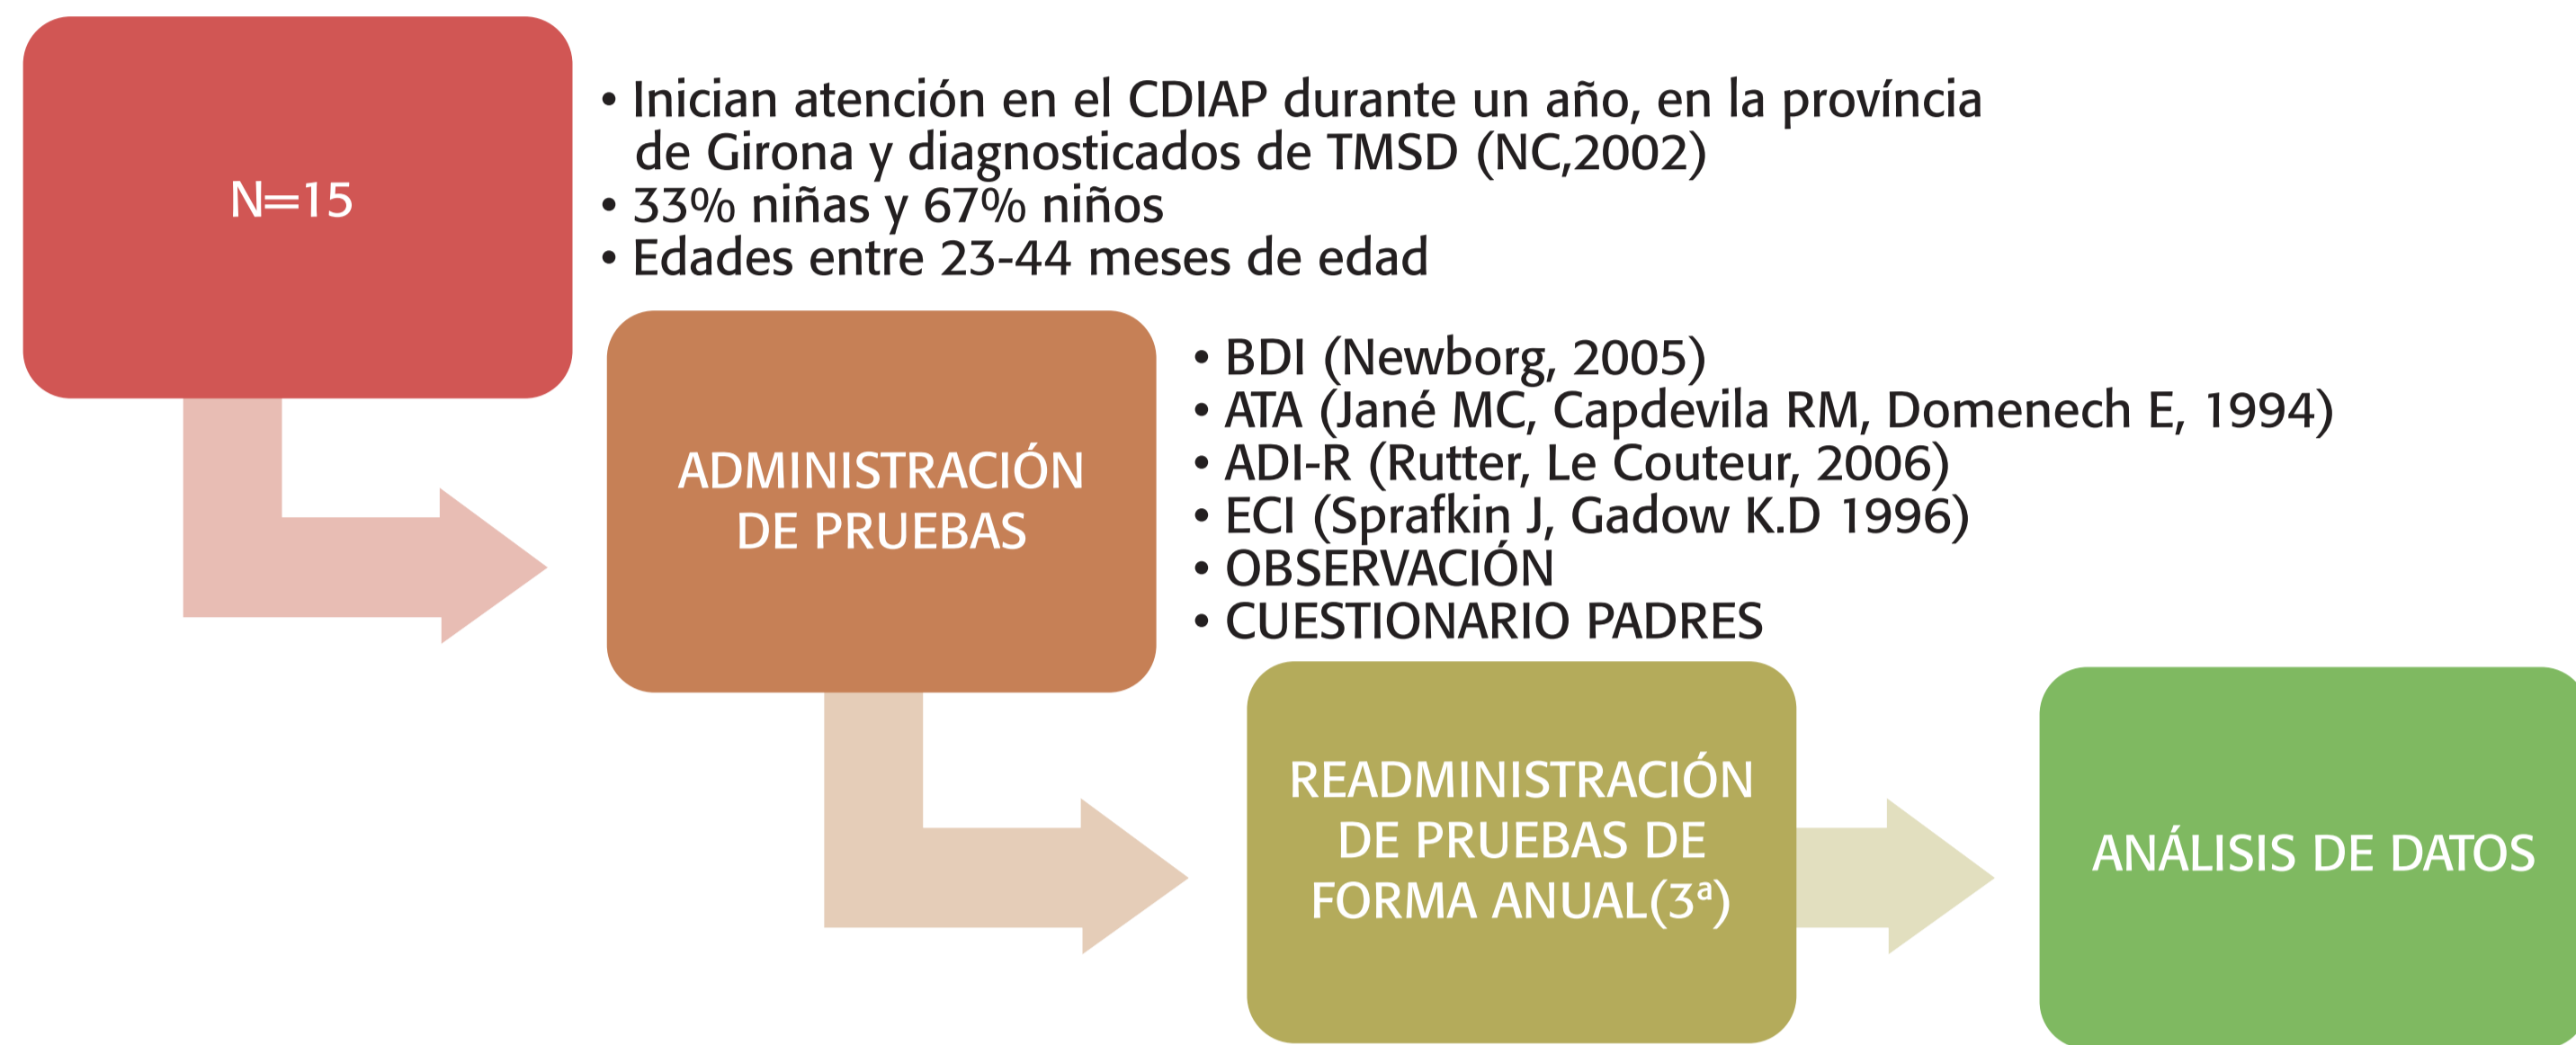 N=15
• Inician atención en el CDIAP durante un año, en la província
de Girona y diagnosticados de TMSD (NC,2002)
• 33% niñas y 67% niños
• Edades entre 23-44 meses de edad
ADMINISTRACIÓN
DE PRUEBAS
• BDI (Newborg, 2005)
• ATA (Jané MC, Capdevila RM, Domenech E, 1994)
• ADI-R (Rutter, Le Couteur, 2006)
• ECI (Sprafkin J, Gadow K.D 1996)
• OBSERVACIÓN
• CUESTIONARIO PADRES
READMINISTRACIÓN
DE PRUEBAS DE
FORMA ANUAL(3ª)
ANÁLISIS DE DATOS